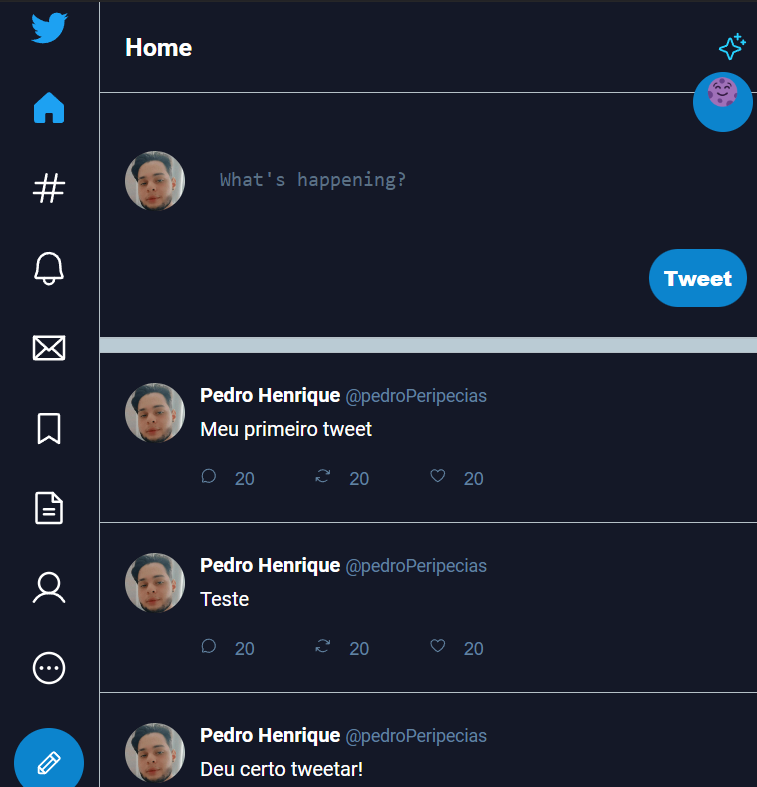 Home
What's happening?
Tweet
Pedro Henrique @pedroPeripecias
Meu primeiro tweet
20 20 20
Pedro Henrique @pedroPeripecias
Teste
20 20 20
Pedro Henrique @pedroPeripecias
Deu certo tweetar!